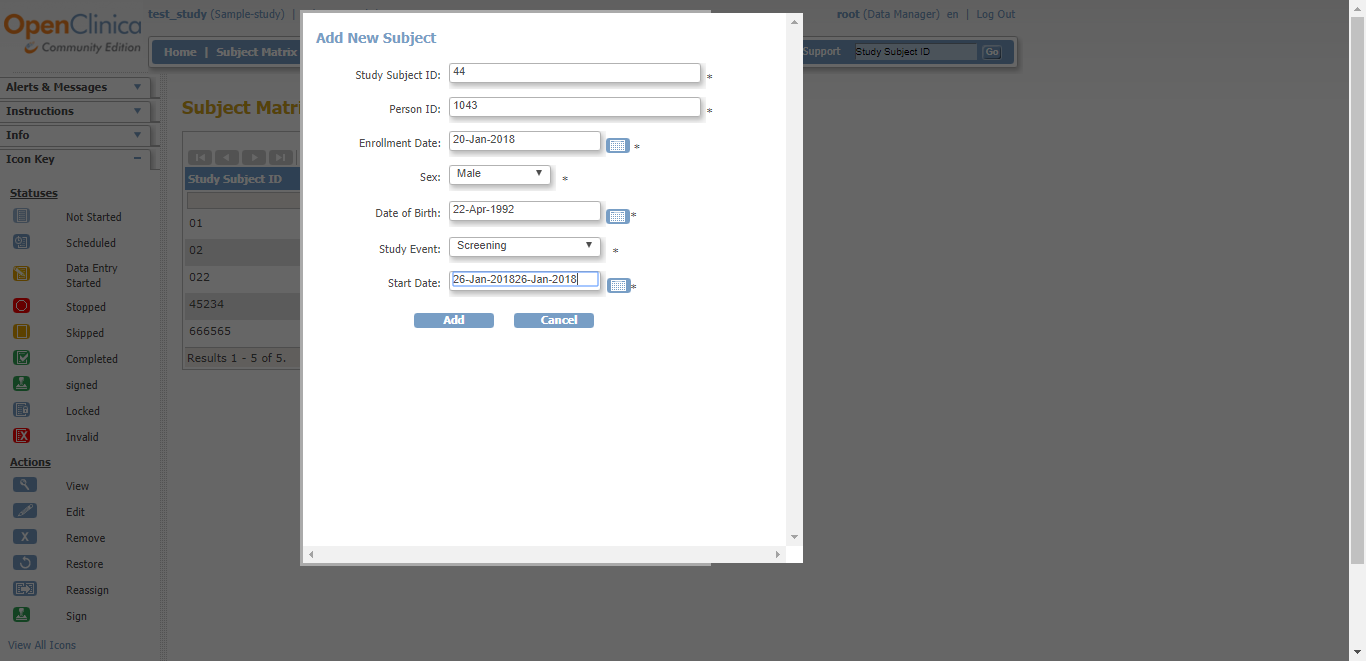 OpenClinica
Community Edition
test_study (Sample-study) |
root (Data Manager) en | Log Out
Home | Subject Matrix
Support
Study Subject ID
Go
Alerts & Messages
Instructions
Info
Icon Key
Statuses
Not Started
Scheduled
Data Entry
Started
Stopped
Skipped
Completed
signed
Locked
Invalid
Actions
View
Edit
Remove
Restore
Reassign
Sign
View All Icons
Subject Matri
Study Subject ID
01
02
022
45234
666565
Results 1 - 5 of 5.
Add New Subject
Study Subject ID: 44 *
Person ID: 1043 *
Enrollment Date: 20-Jan-2018 *
Sex: Male *
Date of Birth: 22-Apr-1992 *
Study Event: Screening *
Start Date: 26-Jan-201826-Jan-2018 *
Add Cancel